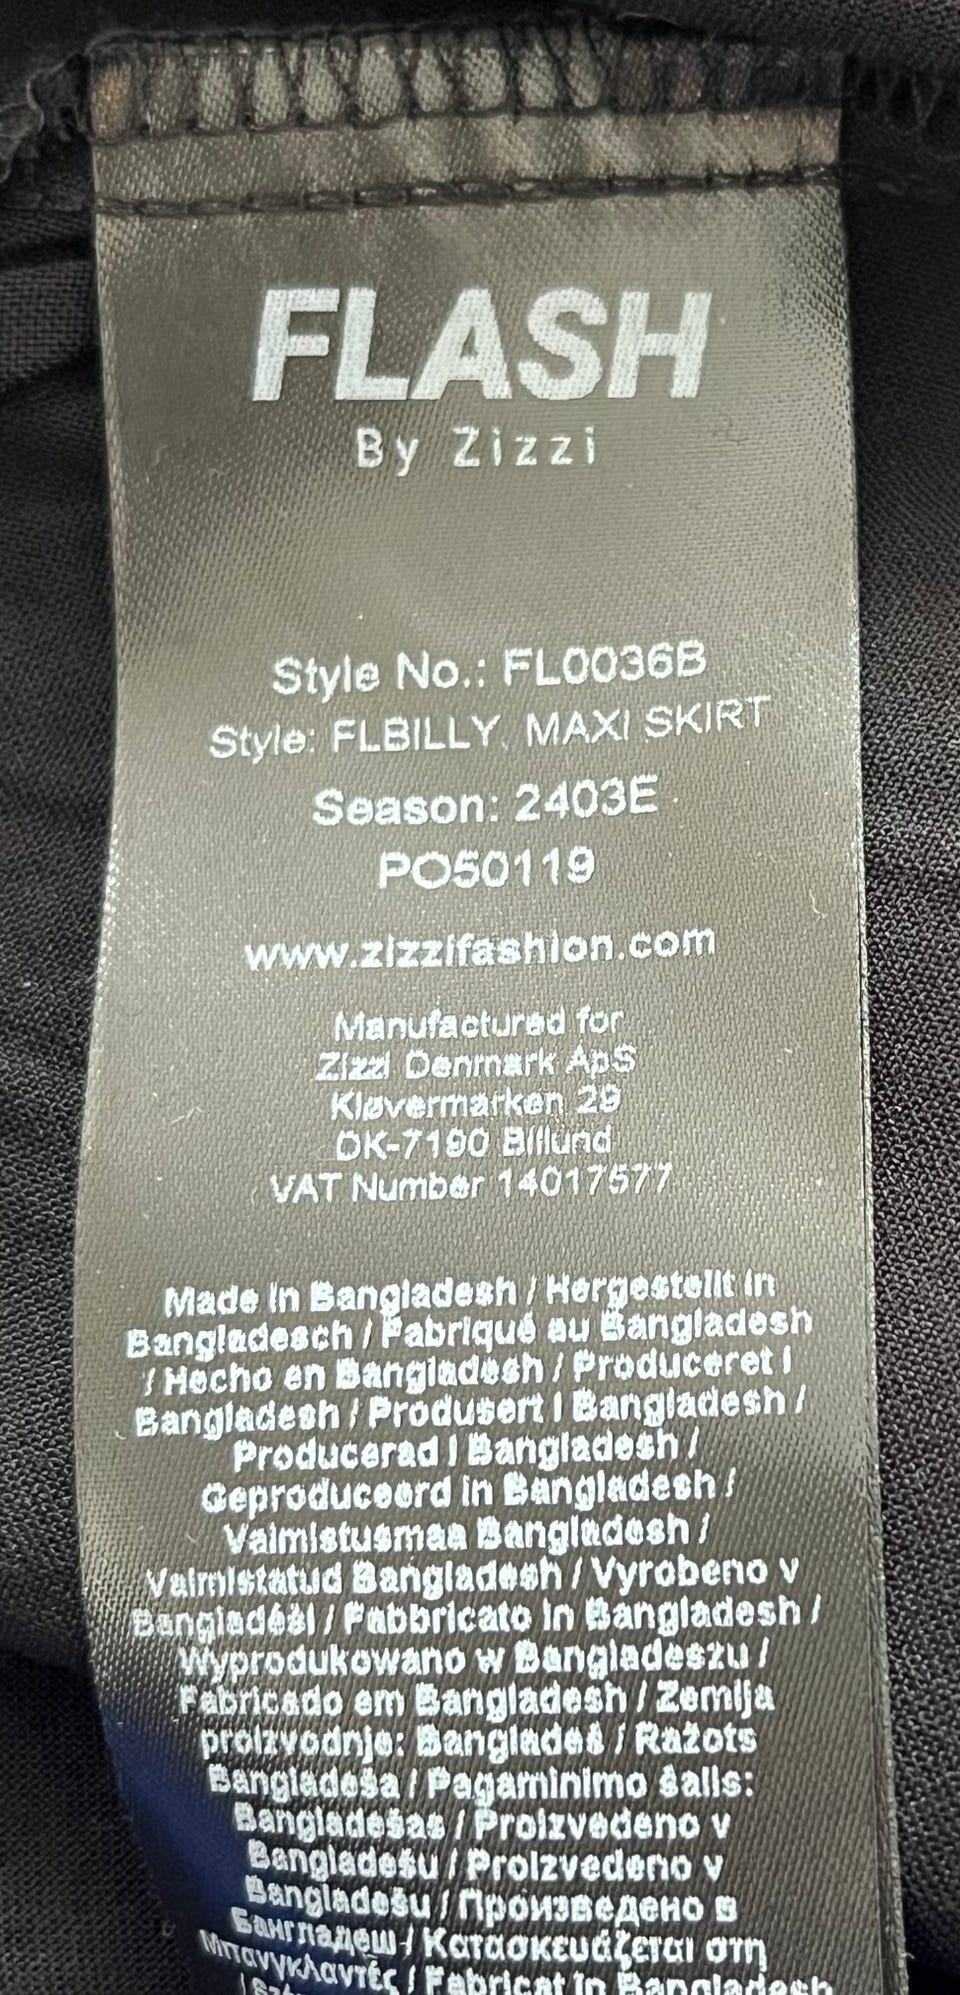 FLASH
By Zizzi
Style No.: FL0036B
Style: FLBILLY, MAXI SKIRT
Season: 2403E
PO50119
www.zizzifashion.com
Manufactured for
Zizzi Denmark ApS
Kløvermarken 29
DK-7190 Billund
VAT Number 14017577
Made in Bangladesh / Hergestellt in
Bangladesch / Fabriqué au Bangladesh
/ Hecho en Bangladesh / Produceret i
Bangladesh / Produsert i Bangladesh /
Producerad i Bangladesh /
Geproduceerd in Bangladesh /
Valmistusmaa Bangladesh /
Valmistatud Bangladesh / Vyrobeno v
Bangladéši / Fabbricato in Bangladesh /
Wyprodukowano w Bangladeszu /
Fabricado em Bangladesh / Zemlja
proizvodnje: Bangladeš / Ražots
Bangladeša / Pagaminimo šalis:
Bangladešas / Proizvedeno v
Bangladešu / Proizvedeno v
Bangladešu / Произведено в
Бангладеш / Κατασκευάζεται στη
Μπανγκλαντές / Fabricat în Bangladesh